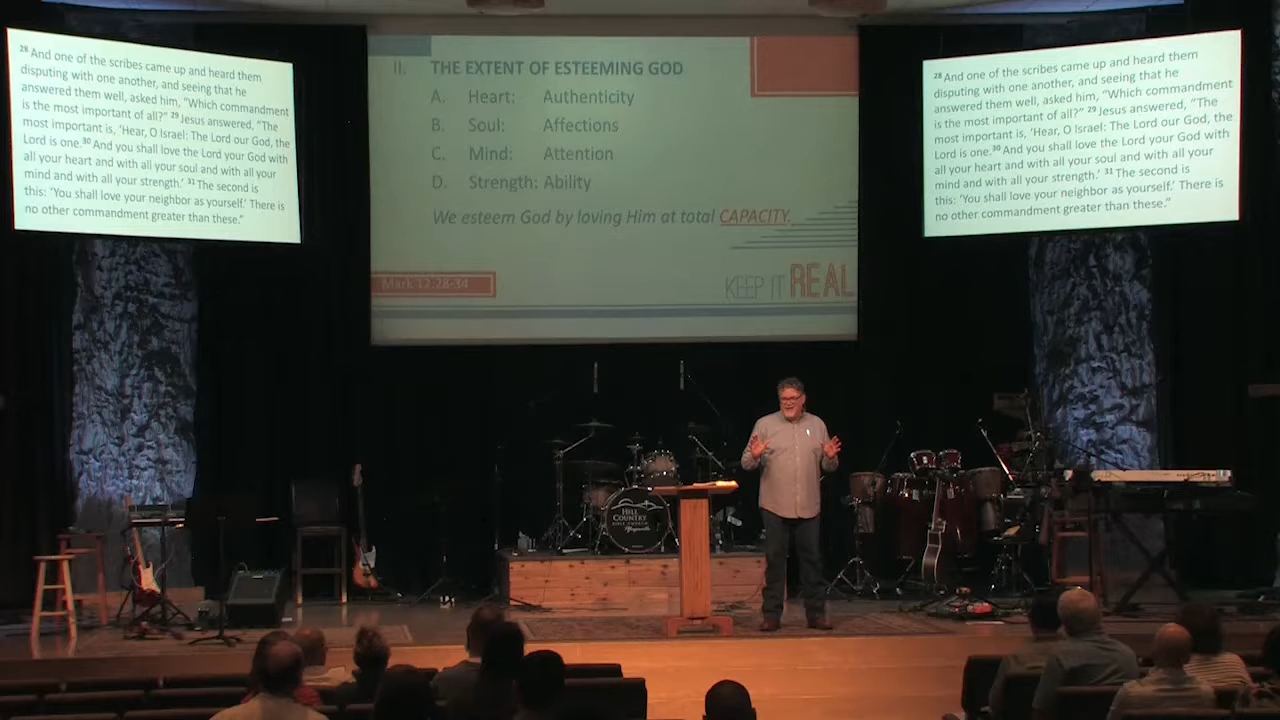 28 And one of the scribes came up and heard them
disputing with one another, and seeing that he
answered them well, asked him, “Which commandment
is the most important of all?” 29 Jesus answered, “The
most important is, ‘Hear, O Israel: The Lord our God, the
Lord is one. 30 And you shall love the Lord your God with
all your heart and with all your soul and with all your
mind and with all your strength.’ 31 The second is
this: ‘You shall love your neighbor as yourself.’ There is
no other commandment greater than these.”
II. THE EXTENT OF ESTEEMING GOD
A. Heart: Authenticity
B. Soul: Affections
C. Mind: Attention
D. Strength: Ability
We esteem God by loving Him at total CAPACITY.
Mark 12:28-34
KEEP IT REAL
28 And one of the scribes came up and heard them
disputing with one another, and seeing that he
answered them well, asked him, “Which commandment
is the most important of all?” 29 Jesus answered, “The
most important is, ‘Hear, O Israel: The Lord our God, the
Lord is one. 30 And you shall love the Lord your God with
all your heart and with all your soul and with all your
mind and with all your strength.’ 31 The second is
this: ‘You shall love your neighbor as yourself.’ There is
no other commandment greater than these.”
HILL
COUNTRY
BIBLE CHURCH